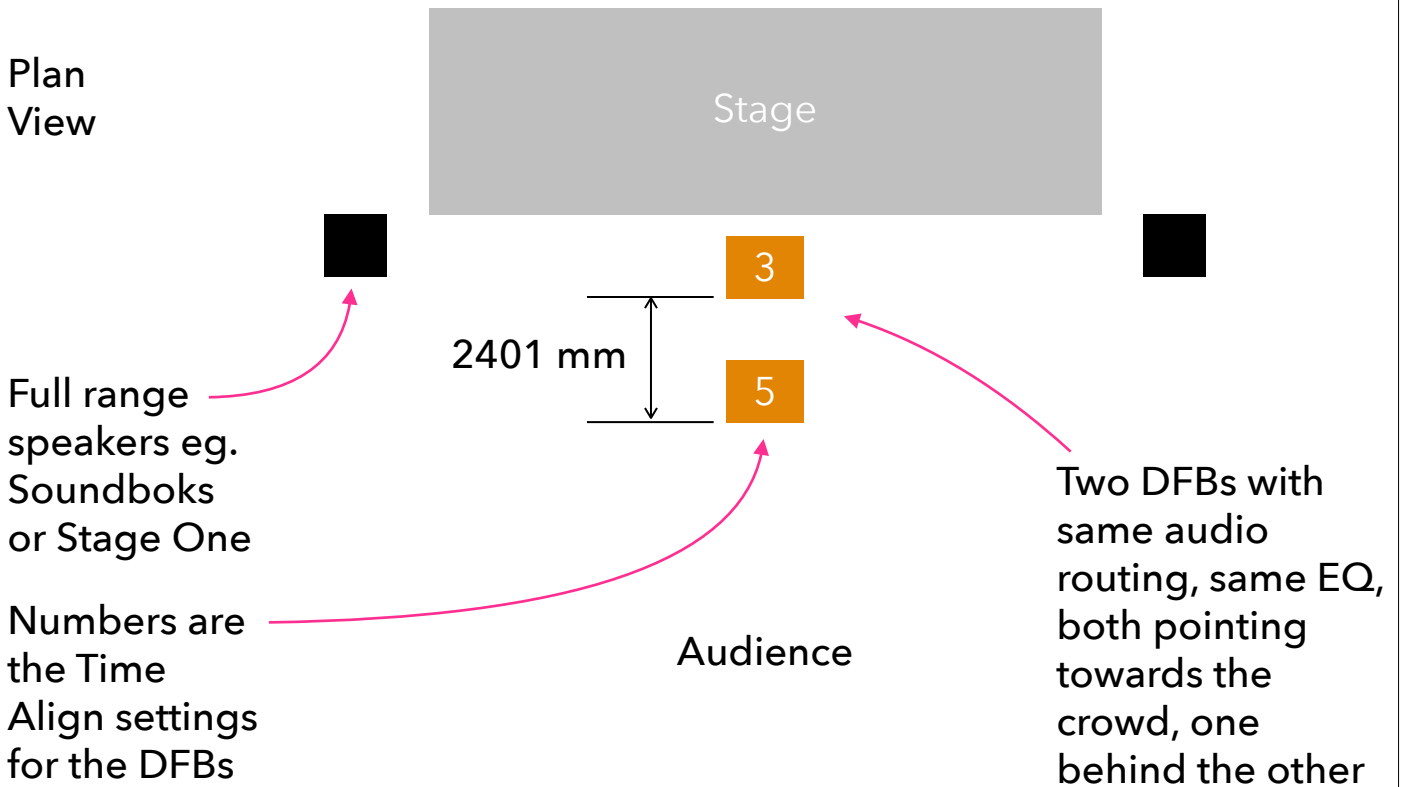 Plan
View
Stage
3
2401 mm
5
Full range
speakers eg.
Soundboks
or Stage One
Numbers are
the Time
Align settings
for the DFBs
Audience
Two DFBs with
same audio
routing, same EQ,
both pointing
towards the
crowd, one
behind the other